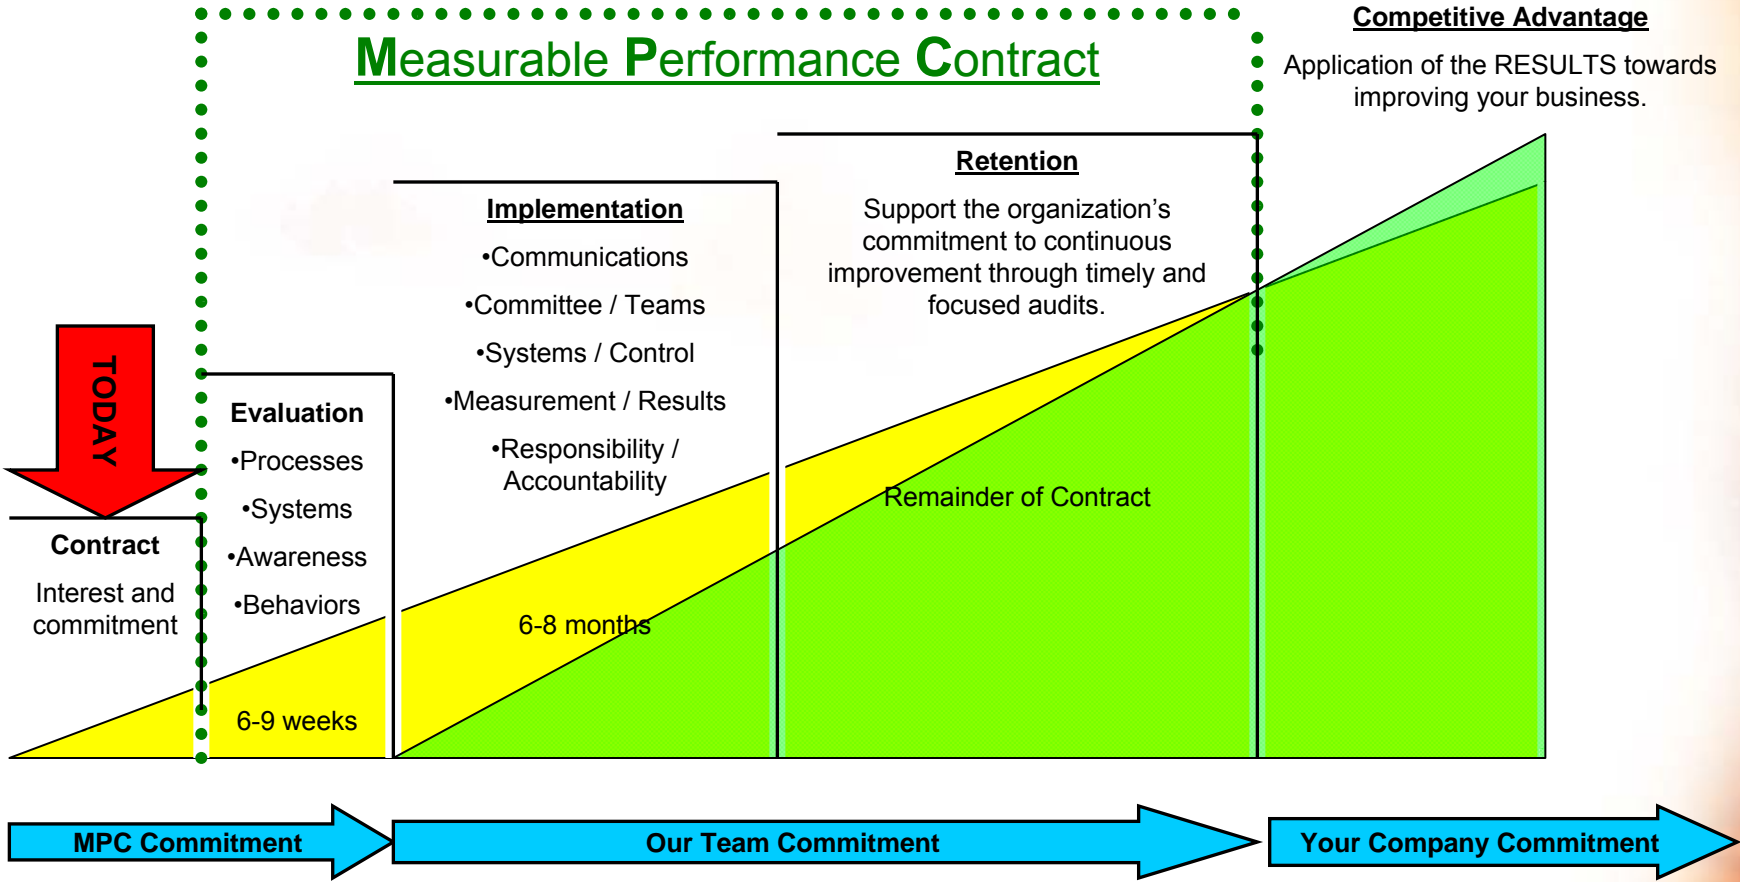 Measurable Performance Contract
Competitive Advantage
Application of the RESULTS towards
improving your business.
Retention
Support the organization’s
commitment to continuous
improvement through timely and
focused audits.
Implementation
•Communications
•Committee / Teams
•Systems / Control
•Measurement / Results
•Responsibility /
Accountability
TODAY
Evaluation
•Processes
•Systems
•Awareness
•Behaviors
Contract
Interest and
commitment
6-9 weeks
6-8 months
Remainder of Contract
MPC Commitment
Our Team Commitment
Your Company Commitment